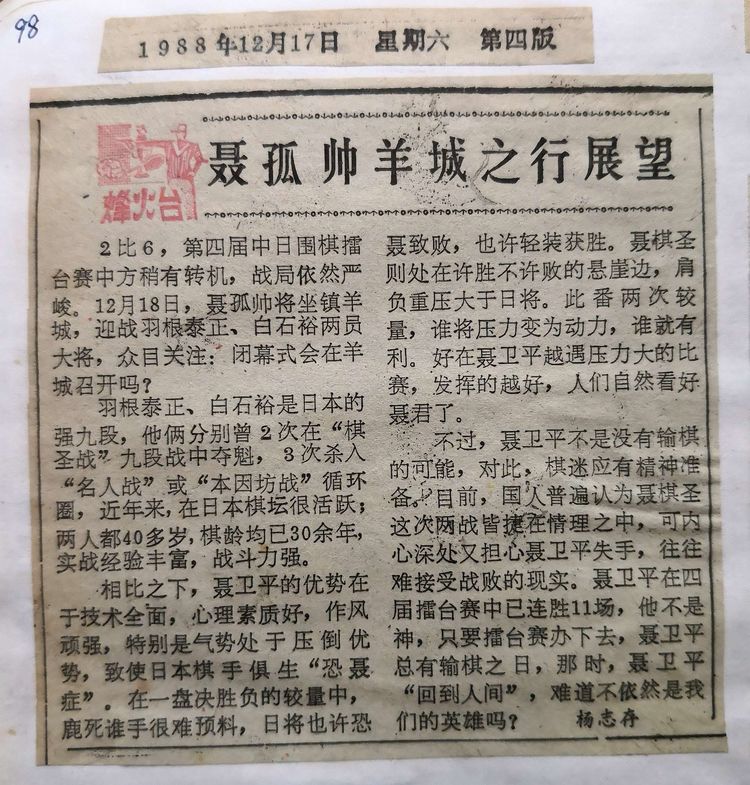 98
1988年12月17日 星期六 第四版
烽火台
聂孤帅羊城之行展望
2比6，第四届中日围棋擂
台赛中方稍有转机，战局依然严
峻。12月18日，聂孤帅将坐镇羊
城，迎战羽根泰正、白石裕两员
大将，众目关注：闭幕式会在羊
城召开吗？
羽根泰正、白石裕是日本的
强九段，他俩分别曾2次在“棋
圣战”九段战中夺魁，3次杀入
“名人战”或“本因坊战”循环
圈，近年来，在日本棋坛很活跃；
两人都40多岁，棋龄均已30余年，
实战经验丰富，战斗力强。
相比之下，聂卫平的优势在
于技术全面，心理素质好，作风
顽强，特别是气势处于压倒优
势，致使日本棋手俱生“恐聂
症”。在一盘决胜负的较量中，
鹿死谁手很难预料，日将也许恐
聂致败，也许轻装获胜。聂棋圣
则处在许胜不许败的悬崖边，肩
负重压大于日将。此番两次较
量，谁将压力变为动力，谁就有
利。好在聂卫平越遇压力大的比
赛，发挥的越好，人们自然看好
聂君了。
不过，聂卫平不是没有输棋
的可能，对此，棋迷应有精神准
备。目前，国人普遍认为聂棋圣
这次两战皆捷在情理之中，可内
心深处又担心聂卫平失手，往往
难接受战败的现实。聂卫平在四
届擂台赛中已连胜11场，他不是
神，只要擂台赛办下去，聂卫平
总有输棋之日，那时，聂卫平
“回到人间”，难道不依然是我
们的英雄吗？ 杨志存